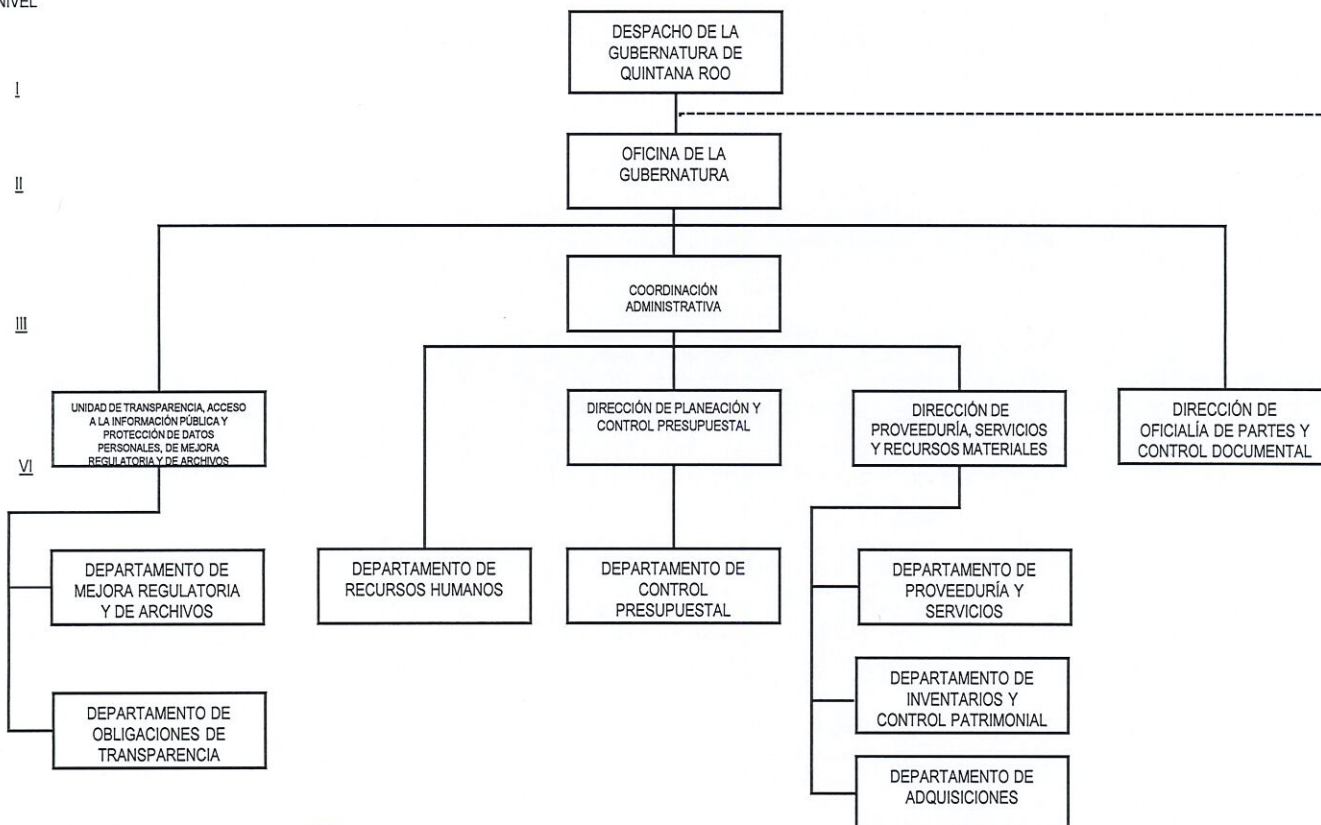 NIVEL
DESPACHO DE LA
GUBERNATURA DE
QUINTANA ROO
I
OFICINA DE LA
GUBERNATURA
II
COORDINACIÓN
ADMINISTRATIVA
III
UNIDAD DE TRANSPARENCIA, ACCESO
A LA INFORMACIÓN PÚBLICA Y
PROTECCIÓN DE DATOS
PERSONALES, DE MEJORA
REGULATORIA Y DE ARCHIVOS
DIRECCIÓN DE PLANEACIÓN Y
CONTROL PRESUPUESTAL
DIRECCIÓN DE
PROVEEDURÍA, SERVICIOS
Y RECURSOS MATERIALES
DIRECCIÓN DE
OFICIALÍA DE PARTES Y
CONTROL DOCUMENTAL
VI
DEPARTAMENTO DE
MEJORA REGULATORIA
Y DE ARCHIVOS
DEPARTAMENTO DE
RECURSOS HUMANOS
DEPARTAMENTO DE
CONTROL
PRESUPUESTAL
DEPARTAMENTO DE
PROVEEDURÍA Y
SERVICIOS
DEPARTAMENTO DE
INVENTARIOS Y
CONTROL PATRIMONIAL
DEPARTAMENTO DE
OBLIGACIONES DE
TRANSPARENCIA
DEPARTAMENTO DE
ADQUISICIONES